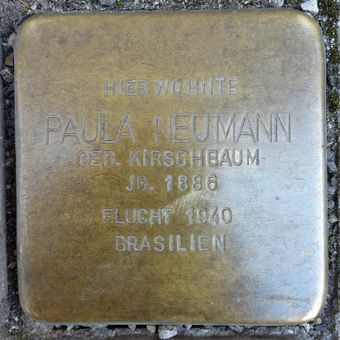 HIER WOHNTE
PAULA NEUMANN
GEB. KIRSCHBAUM
JG. 1886
FLUCHT 1940
BRASILIEN